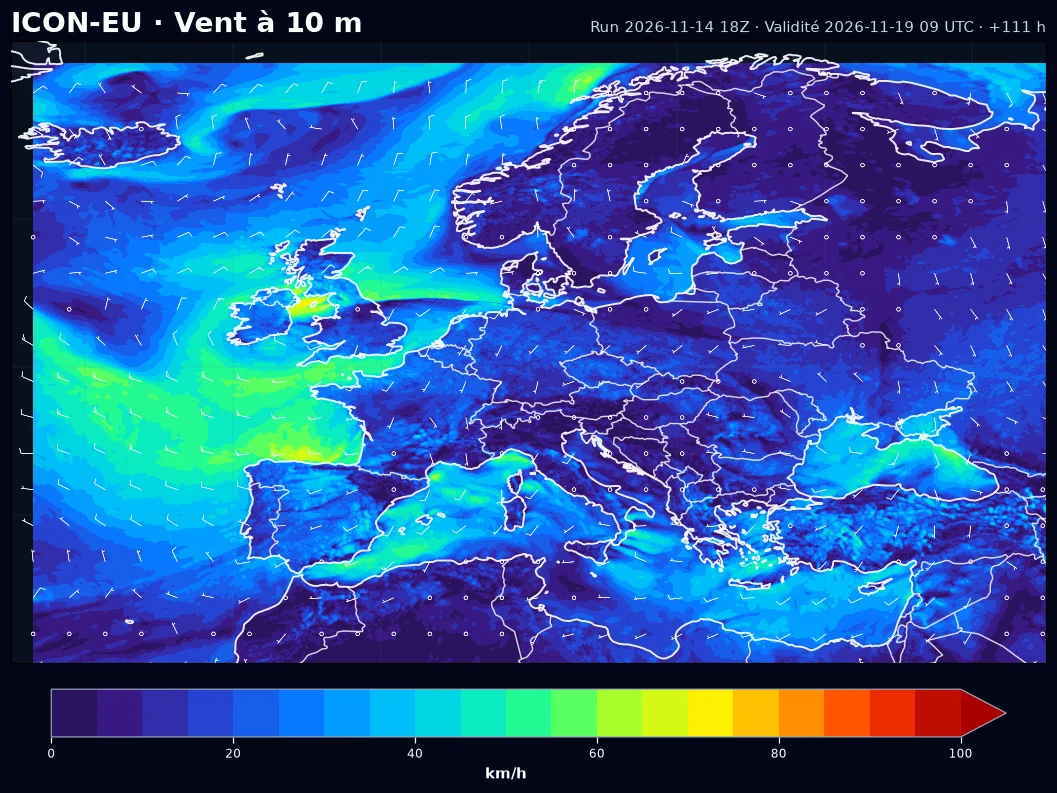 ICON-EU · Vent à 10 m
Run 2026-11-14 18Z · Validité 2026-11-19 09 UTC · +111 h
0 20 40 60 80 100
km/h